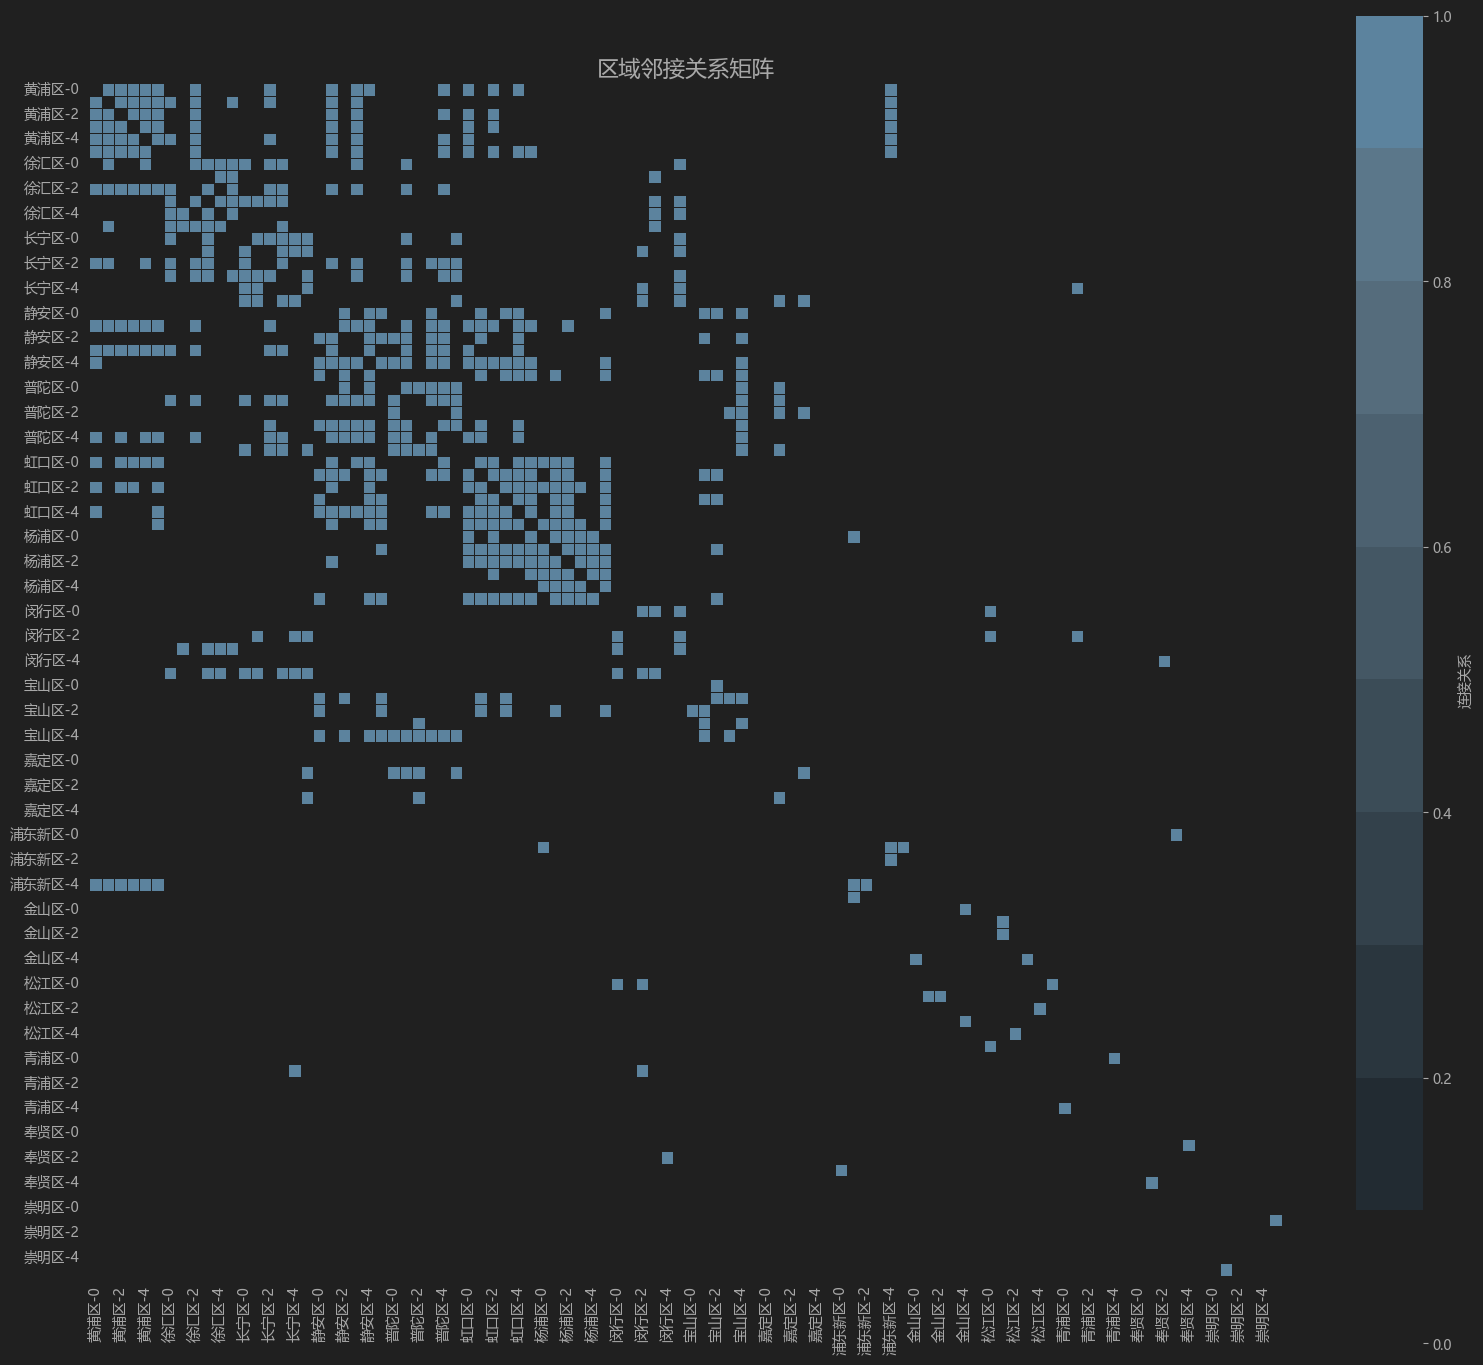 区域邻接关系矩阵
黄浦区-0
黄浦区-2
黄浦区-4
徐汇区-0
徐汇区-2
徐汇区-4
长宁区-0
长宁区-2
长宁区-4
静安区-0
静安区-2
静安区-4
普陀区-0
普陀区-2
普陀区-4
虹口区-0
虹口区-2
虹口区-4
杨浦区-0
杨浦区-2
杨浦区-4
闵行区-0
闵行区-2
闵行区-4
宝山区-0
宝山区-2
宝山区-4
嘉定区-0
嘉定区-2
嘉定区-4
浦东新区-0
浦东新区-2
浦东新区-4
金山区-0
金山区-2
金山区-4
松江区-0
松江区-2
松江区-4
青浦区-0
青浦区-2
青浦区-4
奉贤区-0
奉贤区-2
奉贤区-4
崇明区-0
崇明区-2
崇明区-4
黄浦区-0
黄浦区-2
黄浦区-4
徐汇区-0
徐汇区-2
徐汇区-4
长宁区-0
长宁区-2
长宁区-4
静安区-0
静安区-2
静安区-4
普陀区-0
普陀区-2
普陀区-4
虹口区-0
虹口区-2
虹口区-4
杨浦区-0
杨浦区-2
杨浦区-4
闵行区-0
闵行区-2
闵行区-4
宝山区-0
宝山区-2
宝山区-4
嘉定区-0
嘉定区-2
嘉定区-4
浦东新区-0
浦东新区-2
浦东新区-4
金山区-0
金山区-2
金山区-4
松江区-0
松江区-2
松江区-4
青浦区-0
青浦区-2
青浦区-4
奉贤区-0
奉贤区-2
奉贤区-4
崇明区-0
崇明区-2
崇明区-4
1.0
0.8
0.6
0.4
0.2
0.0
连接关系